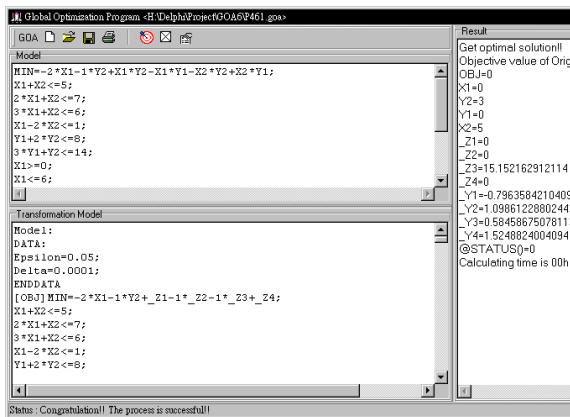 Global Optimization Program <H:\Delphi\Project\GOA6\P461.goa>
GOA
Model
MIN=-2*X1-1*Y2+X1*Y2-X1*Y1-X2*Y2+X2*Y1;
X1+X2<=5;
2*X1+X2<=7;
3*X1+X2<=6;
X1-2*X2<=1;
Y1+2*Y2<=8;
3*Y1+Y2<=14;
X1>=0;
X1<=6;
Transformation Model
Model:
DATA:
Epsilon=0.05;
Delta=0.0001;
ENDDATA
[OBJ]MIN=-2*X1-1*Y2+_Z1-1*_Z2-1*_Z3+_Z4;
X1+X2<=5;
2*X1+X2<=7;
3*X1+X2<=6;
X1-2*X2<=1;
Y1+2*Y2<=8;
Result
Get optimal solution!!
Objective value of Orig
OBJ=0
X1=0
Y2=3
Y1=0
X2=5
_Z1=0
_Z2=0
_Z3=15.152162912114
_Z4=0
_Y1=-0.7963584210409
_Y2=1.0986122880244
_Y3=0.5845867507811
_Y4=1.5248824004094
@STATUS()=0
Calculating time is 00h
Status : Congratulation!! The process is successful!!